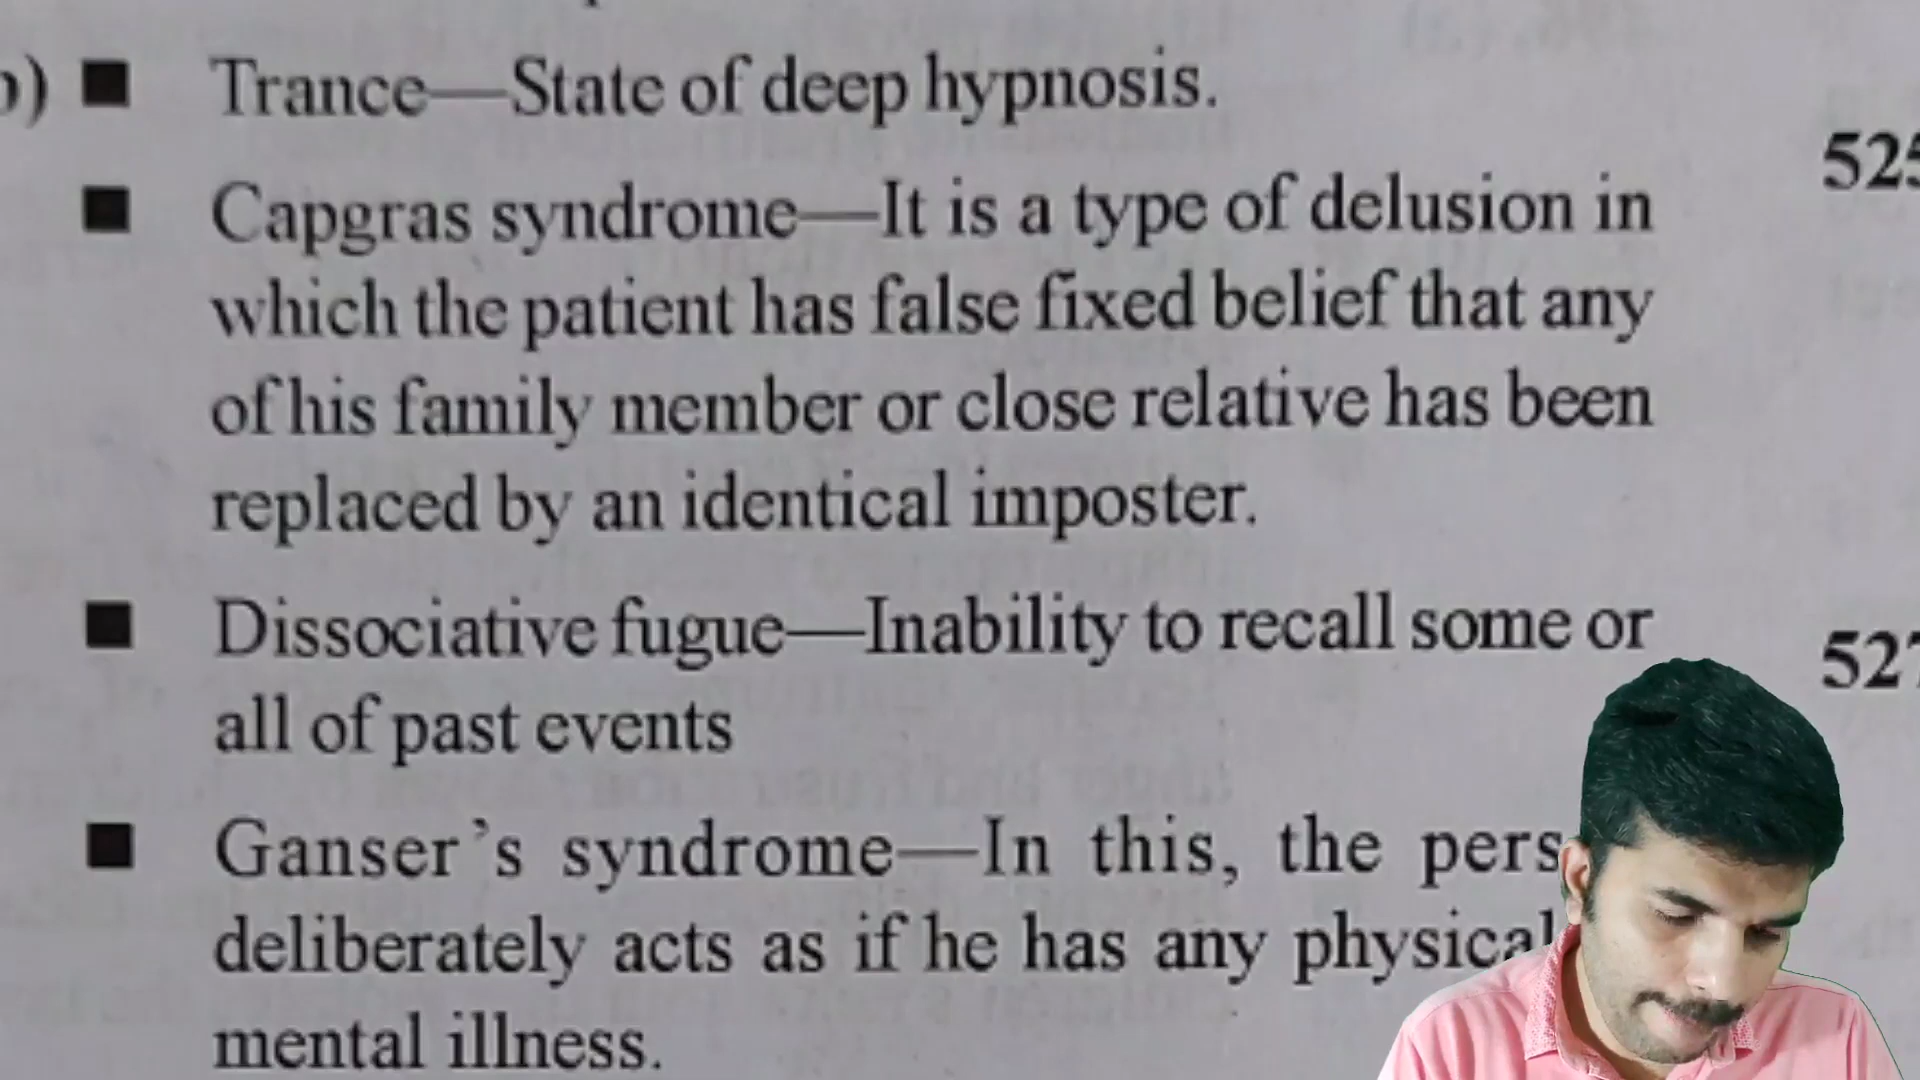 ■ Trance—State of deep hypnosis.
■ Capgras syndrome—It is a type of delusion in
which the patient has false fixed belief that any
of his family member or close relative has been
replaced by an identical imposter.
■ Dissociative fugue—Inability to recall some or
all of past events
■ Ganser's syndrome—In this, the
deliberately acts as if he has any physical
mental illness.